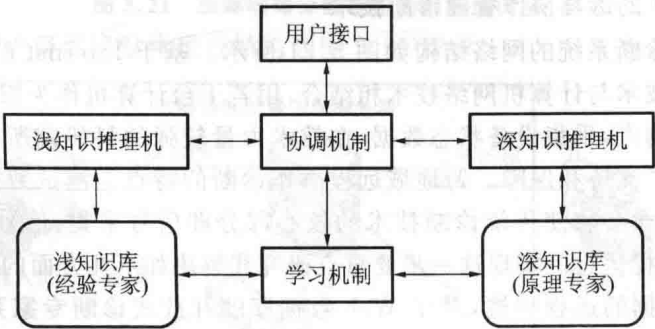 用户接口
浅知识推理机
协调机制
深知识推理机
浅知识库
(经验专家)
学习机制
深知识库
(原理专家)